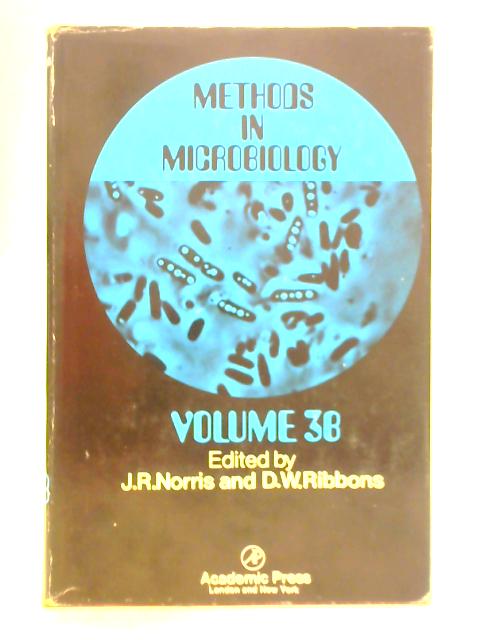 METHODS
IN
MICROBIOLOGY
VOLUME 3B
Edited by
J.R.Norris and D.W.Ribbons
Academic Press
London and New York